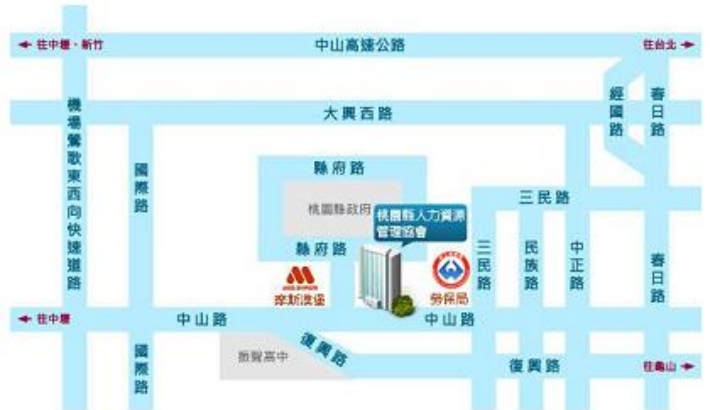 往中壢、新竹
中山高速公路
往台北
大興西路
經國路
春日路
機場鶯歌東西向快速道路
國際路
縣府路
三民路
桃園縣政府
桃園縣人力資源
管理協會
縣府路
三民路
民族路
中正路
春日路
摩斯漢堡
勞保局
往中壢
中山路
中山路
復興路
振聲高中
國際路
復興路
往龜山